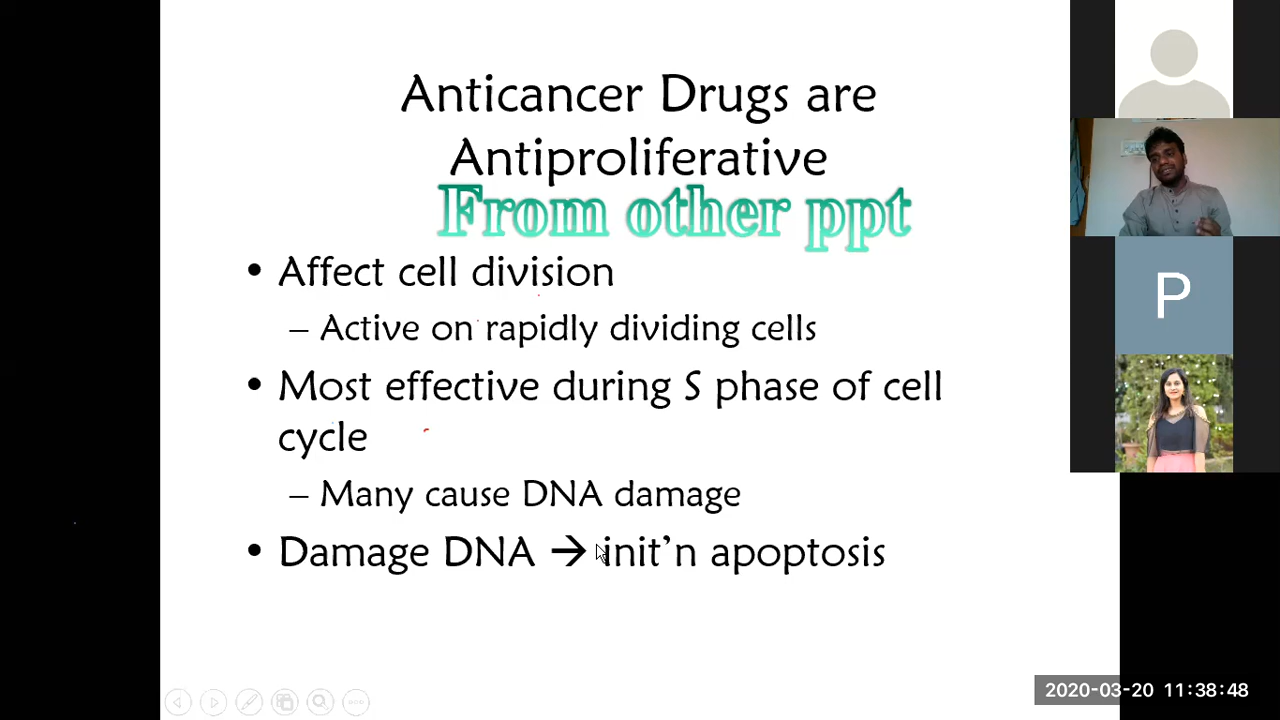 Anticancer Drugs are
Antiproliferative
From other ppt
• Affect cell division
– Active on rapidly dividing cells
• Most effective during S phase of cell
cycle
– Many cause DNA damage
• Damage DNA → init’n apoptosis
P
2020-03-20 11:38:48